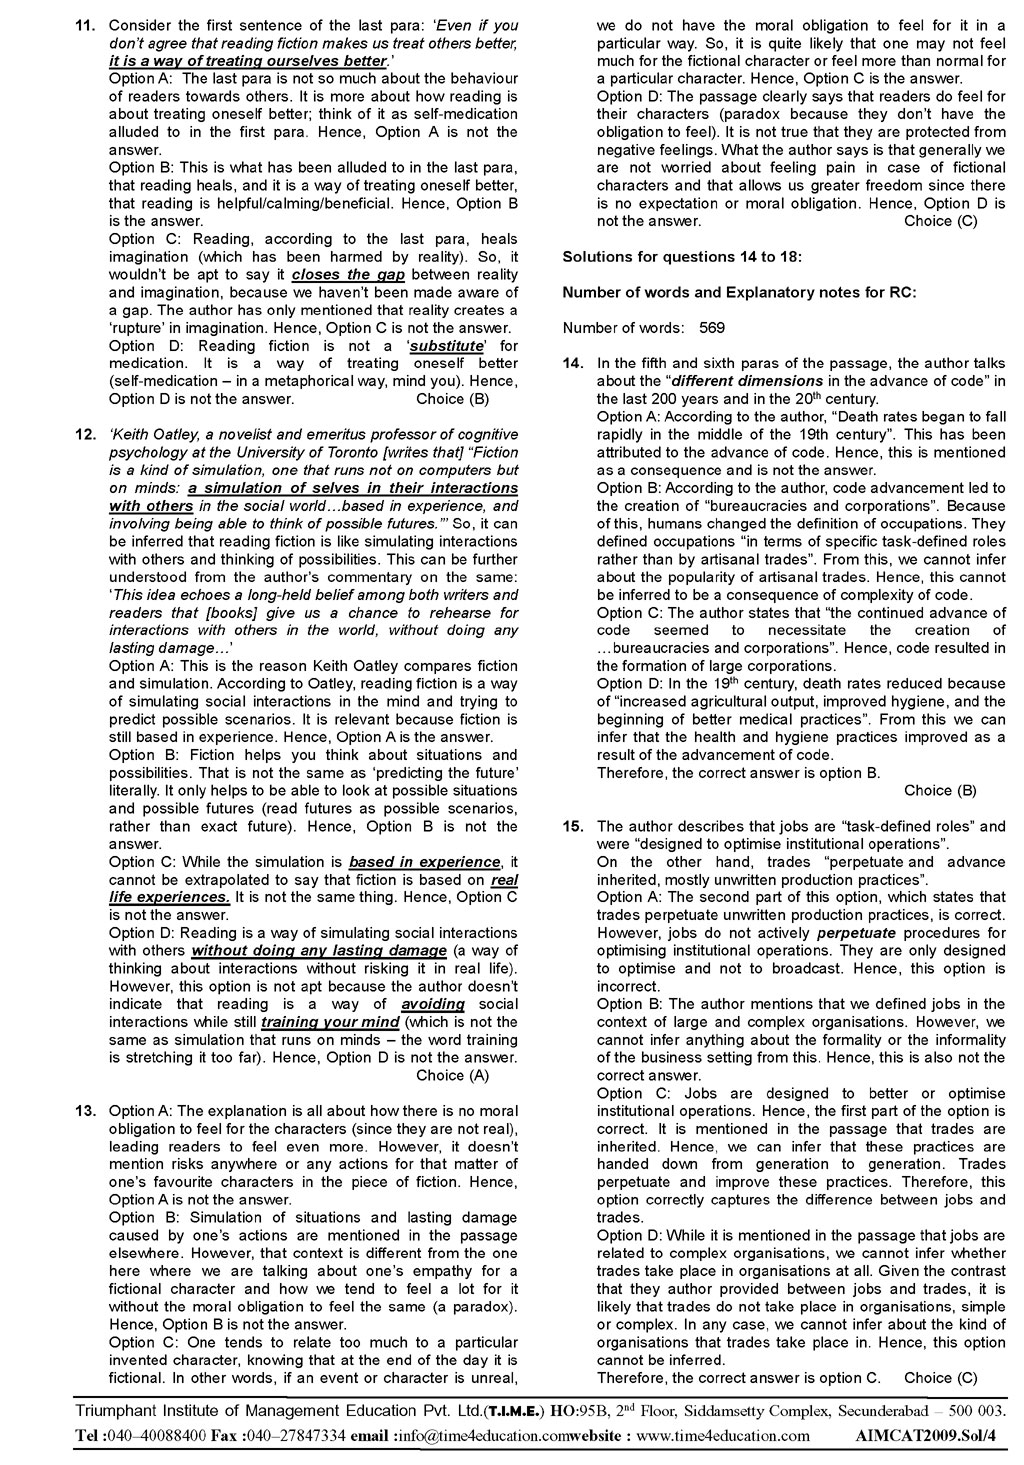 11. Consider the first sentence of the last para: ‘Even if you
don’t agree that reading fiction makes us treat others better,
it is a way of treating ourselves better.’
Option A: The last para is not so much about the behaviour
of readers towards others. It is more about how reading is
about treating oneself better; think of it as self-medication
alluded to in the first para. Hence, Option A is not the
answer.
Option B: This is what has been alluded to in the last para,
that reading heals, and it is a way of treating oneself better,
that reading is helpful/calming/beneficial. Hence, Option B
is the answer.
Option C: Reading, according to the last para, heals
imagination (which has been harmed by reality). So, it
wouldn’t be apt to say it closes the gap between reality
and imagination, because we haven’t been made aware of
a gap. The author has only mentioned that reality creates a
‘rupture’ in imagination. Hence, Option C is not the answer.
Option D: Reading fiction is not a ‘substitute’ for
medication. It is a way of treating oneself better
(self-medication – in a metaphorical way, mind you). Hence,
Option D is not the answer. Choice (B)
12. ‘Keith Oatley, a novelist and emeritus professor of cognitive
psychology at the University of Toronto [writes that] “Fiction
is a kind of simulation, one that runs not on computers but
on minds: a simulation of selves in their interactions
with others in the social world…based in experience, and
involving being able to think of possible futures.”’ So, it can
be inferred that reading fiction is like simulating interactions
with others and thinking of possibilities. This can be further
understood from the author’s commentary on the same:
‘This idea echoes a long-held belief among both writers and
readers that [books] give us a chance to rehearse for
interactions with others in the world, without doing any
lasting damage…’
Option A: This is the reason Keith Oatley compares fiction
and simulation. According to Oatley, reading fiction is a way
of simulating social interactions in the mind and trying to
predict possible scenarios. It is relevant because fiction is
still based in experience. Hence, Option A is the answer.
Option B: Fiction helps you think about situations and
possibilities. That is not the same as ‘predicting the future’
literally. It only helps to be able to look at possible situations
and possible futures (read futures as possible scenarios,
rather than exact future). Hence, Option B is not the
answer.
Option C: While the simulation is based in experience, it
cannot be extrapolated to say that fiction is based on real
life experiences. It is not the same thing. Hence, Option C
is not the answer.
Option D: Reading is a way of simulating social interactions
with others without doing any lasting damage (a way of
thinking about interactions without risking it in real life).
However, this option is not apt because the author doesn’t
indicate that reading is a way of avoiding social
interactions while still training your mind (which is not the
same as simulation that runs on minds – the word training
is stretching it too far). Hence, Option D is not the answer.
Choice (A)
13. Option A: The explanation is all about how there is no moral
obligation to feel for the characters (since they are not real),
leading readers to feel even more. However, it doesn’t
mention risks anywhere or any actions for that matter of
one’s favourite characters in the piece of fiction. Hence,
Option A is not the answer.
Option B: Simulation of situations and lasting damage
caused by one’s actions are mentioned in the passage
elsewhere. However, that context is different from the one
here where we are talking about one’s empathy for a
fictional character and how we tend to feel a lot for it
without the moral obligation to feel the same (a paradox).
Hence, Option B is not the answer.
Option C: One tends to relate too much to a particular
invented character, knowing that at the end of the day it is
fictional. In other words, if an event or character is unreal,
we do not have the moral obligation to feel for it in a
particular way. So, it is quite likely that one may not feel
much for the fictional character or feel more than normal for
a particular character. Hence, Option C is the answer.
Option D: The passage clearly says that readers do feel for
their characters (paradox because they don’t have the
obligation to feel). It is not true that they are protected from
negative feelings. What the author says is that generally we
are not worried about feeling pain in case of fictional
characters and that allows us greater freedom since there
is no expectation or moral obligation. Hence, Option D is
not the answer. Choice (C)
Solutions for questions 14 to 18:
Number of words and Explanatory notes for RC:
Number of words: 569
14. In the fifth and sixth paras of the passage, the author talks
about the “different dimensions in the advance of code” in
the last 200 years and in the 20th century.
Option A: According to the author, “Death rates began to fall
rapidly in the middle of the 19th century”. This has been
attributed to the advance of code. Hence, this is mentioned
as a consequence and is not the answer.
Option B: According to the author, code advancement led to
the creation of “bureaucracies and corporations”. Because
of this, humans changed the definition of occupations. They
defined occupations “in terms of specific task-defined roles
rather than by artisanal trades”. From this, we cannot infer
about the popularity of artisanal trades. Hence, this cannot
be inferred to be a consequence of complexity of code.
Option C: The author states that “the continued advance of
code seemed to necessitate the creation of
…bureaucracies and corporations”. Hence, code resulted in
the formation of large corporations.
Option D: In the 19th century, death rates reduced because
of “increased agricultural output, improved hygiene, and the
beginning of better medical practices”. From this we can
infer that the health and hygiene practices improved as a
result of the advancement of code.
Therefore, the correct answer is option B.
Choice (B)
15. The author describes that jobs are “task-defined roles” and
were “designed to optimise institutional operations”.
On the other hand, trades “perpetuate and advance
inherited, mostly unwritten production practices”.
Option A: The second part of this option, which states that
trades perpetuate unwritten production practices, is correct.
However, jobs do not actively perpetuate procedures for
optimising institutional operations. They are only designed
to optimise and not to broadcast. Hence, this option is
incorrect.
Option B: The author mentions that we defined jobs in the
context of large and complex organisations. However, we
cannot infer anything about the formality or the informality
of the business setting from this. Hence, this is also not the
correct answer.
Option C: Jobs are designed to better or optimise
institutional operations. Hence, the first part of the option is
correct. It is mentioned in the passage that trades are
inherited. Hence, we can infer that these practices are
handed down from generation to generation. Trades
perpetuate and improve these practices. Therefore, this
option correctly captures the difference between jobs and
trades.
Option D: While it is mentioned in the passage that jobs are
related to complex organisations, we cannot infer whether
trades take place in organisations at all. Given the contrast
that they author provided between jobs and trades, it is
likely that trades do not take place in organisations, simple
or complex. In any case, we cannot infer about the kind of
organisations that trades take place in. Hence, this option
cannot be inferred.
Therefore, the correct answer is option C. Choice (C)
Triumphant Institute of Management Education Pvt. Ltd.(T.I.M.E.) HO:95B, 2nd Floor, Siddamsetty Complex, Secunderabad – 500 003.
Tel :040–40088400 Fax :040–27847334 email :info@time4education.comwebsite : www.time4education.com AIMCAT2009.Sol/4